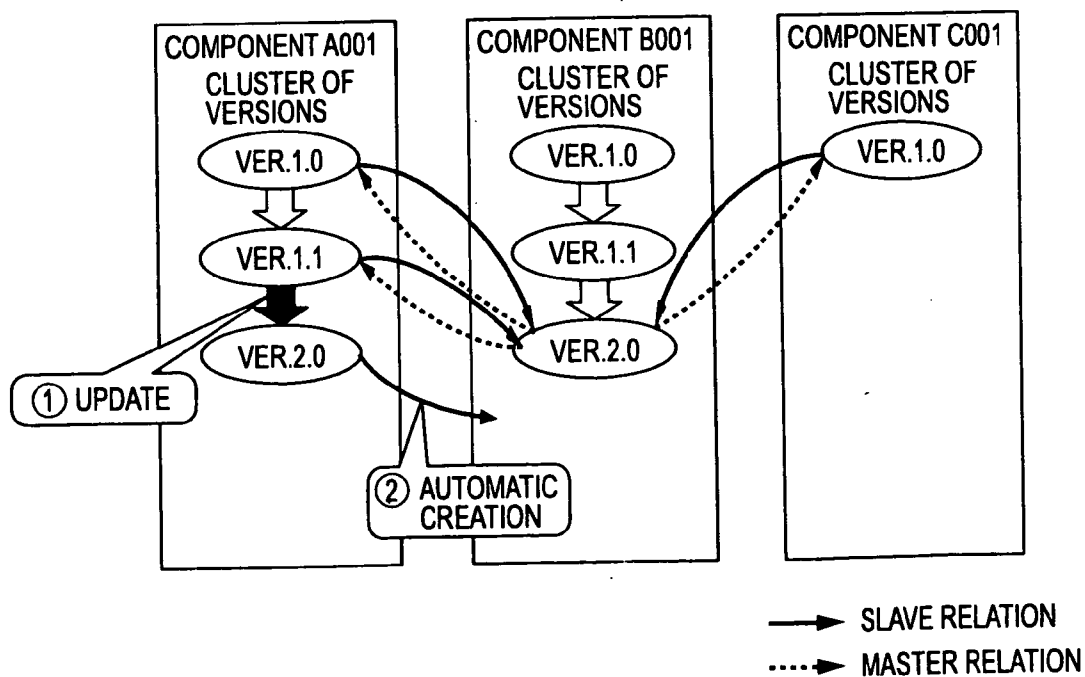 COMPONENT A001
CLUSTER OF
VERSIONS
VER.1.0
VER.1.1
VER.2.0
① UPDATE
② AUTOMATIC
CREATION
COMPONENT B001
CLUSTER OF
VERSIONS
VER.1.0
VER.1.1
VER.2.0
COMPONENT C001
CLUSTER OF
VERSIONS
VER.1.0
SLAVE RELATION
MASTER RELATION